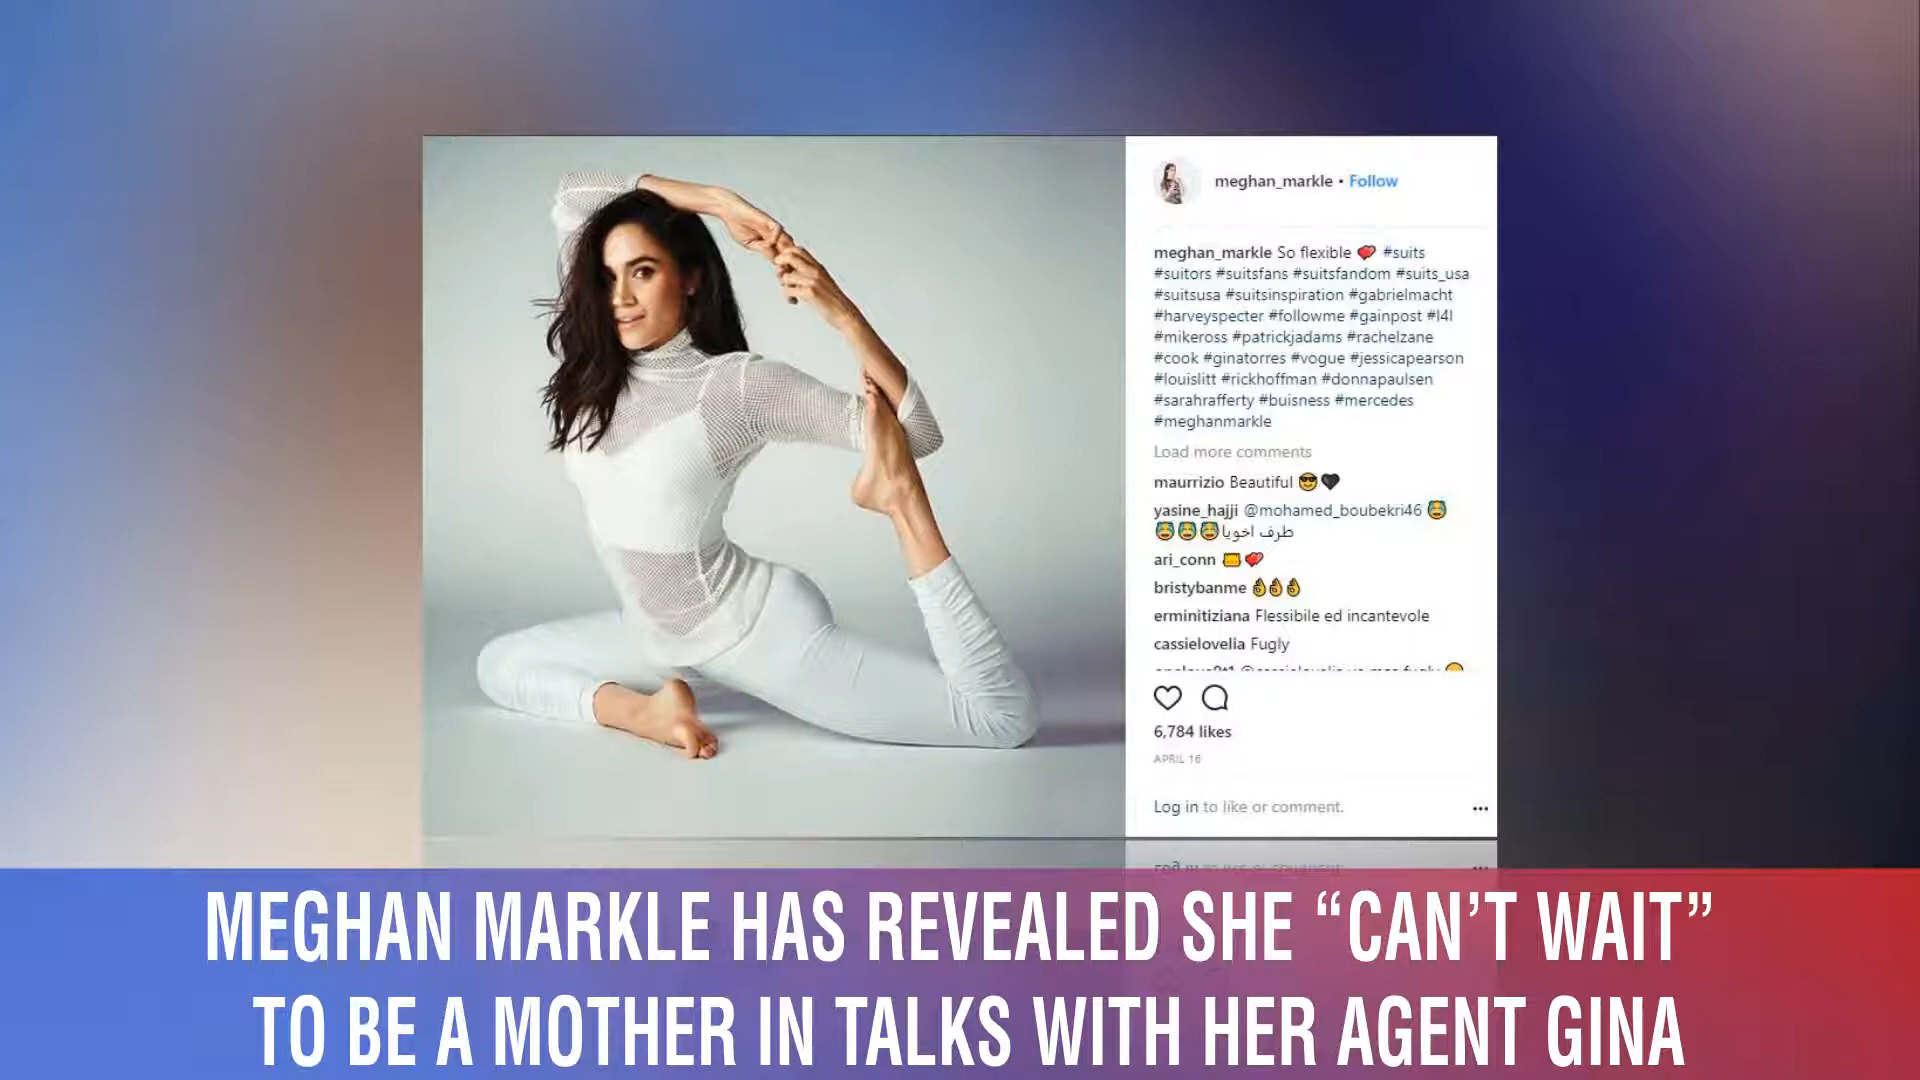 meghan_markle • Follow
meghan_markle So flexible ❤️ #suits
#suitors #suitsfans #suitsfandom #suits_usa
#suitsusa #suitsinspiration #gabrielmacht
#harveyspecter #followme #gainpost #l4l
#mikeross #patrickjadams #rachelzane
#cook #ginatorres #vogue #jessicapearson
#louislitt #rickhoffman #donnapaulsen
#sarahrafferty #buisness #mercedes
#meghanmarkle
Load more comments
maurrizio Beautiful 😎🖤
yasine_hajji @mohamed_boubekri46
طرف اخويا
ari_conn
bristybanme 👌👌👌
erminitiziana Flessibile ed incantevole
cassielovelia Fugly
6,784 likes
APRIL 16
Log in to like or comment.
MEGHAN MARKLE HAS REVEALED SHE “CAN’T WAIT”
TO BE A MOTHER IN TALKS WITH HER AGENT GINA